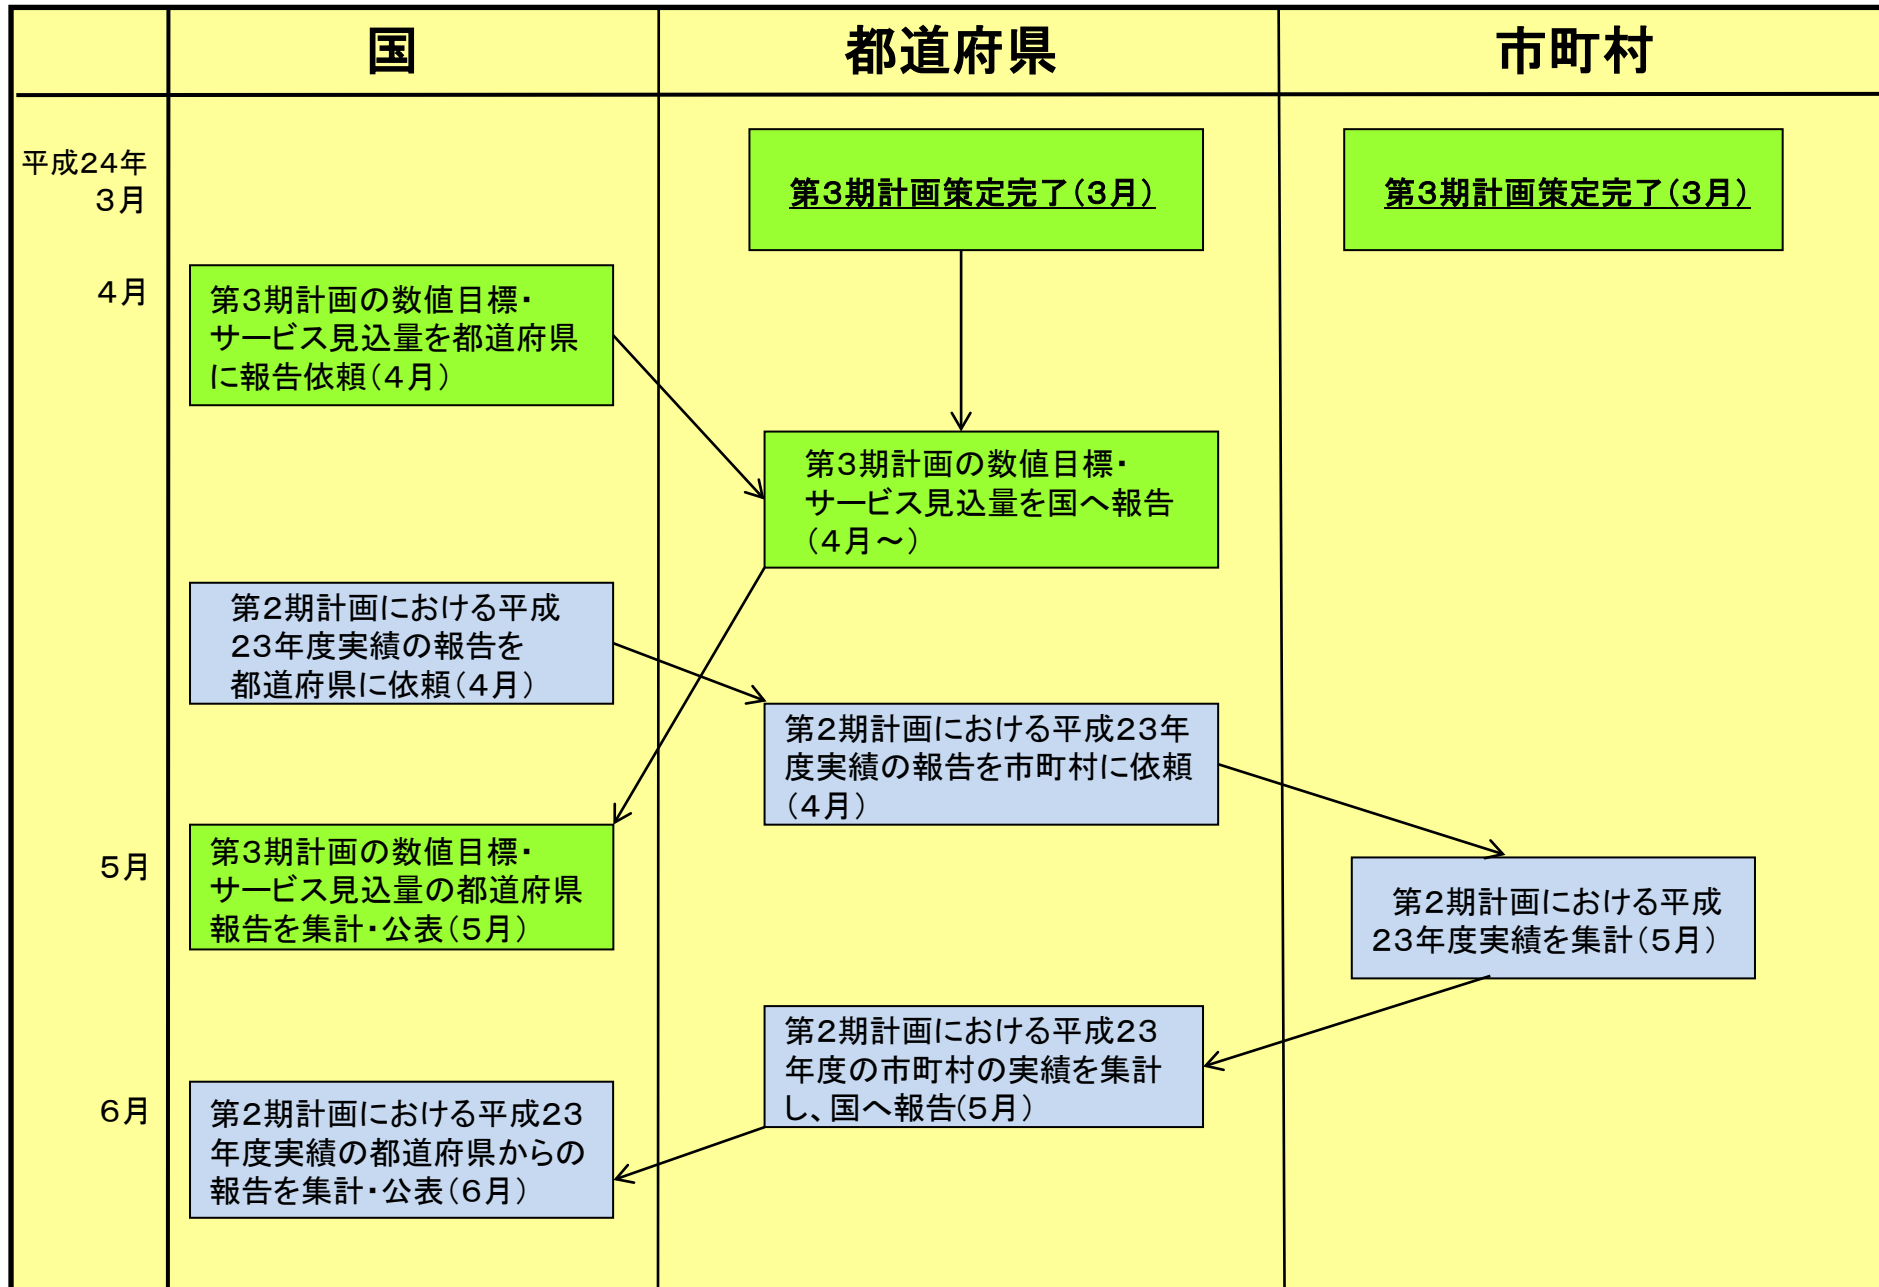 国
都道府県
市町村
平成24年
3月
第3期計画策定完了(3月)
第3期計画策定完了(3月)
4月
第3期計画の数値目標・
サービス見込量を都道府県
に報告依頼(4月)
第3期計画の数値目標・
サービス見込量を国へ報告
(4月～)
第2期計画における平成
23年度実績の報告を
都道府県に依頼(4月)
第2期計画における平成23年
度実績の報告を市町村に依頼
(4月)
5月
第3期計画の数値目標・
サービス見込量の都道府県
報告を集計・公表(5月)
第2期計画における平成
23年度実績を集計(5月)
第2期計画における平成23
年度の市町村の実績を集計
し、国へ報告(5月)
6月
第2期計画における平成23
年度実績の都道府県からの
報告を集計・公表(6月)